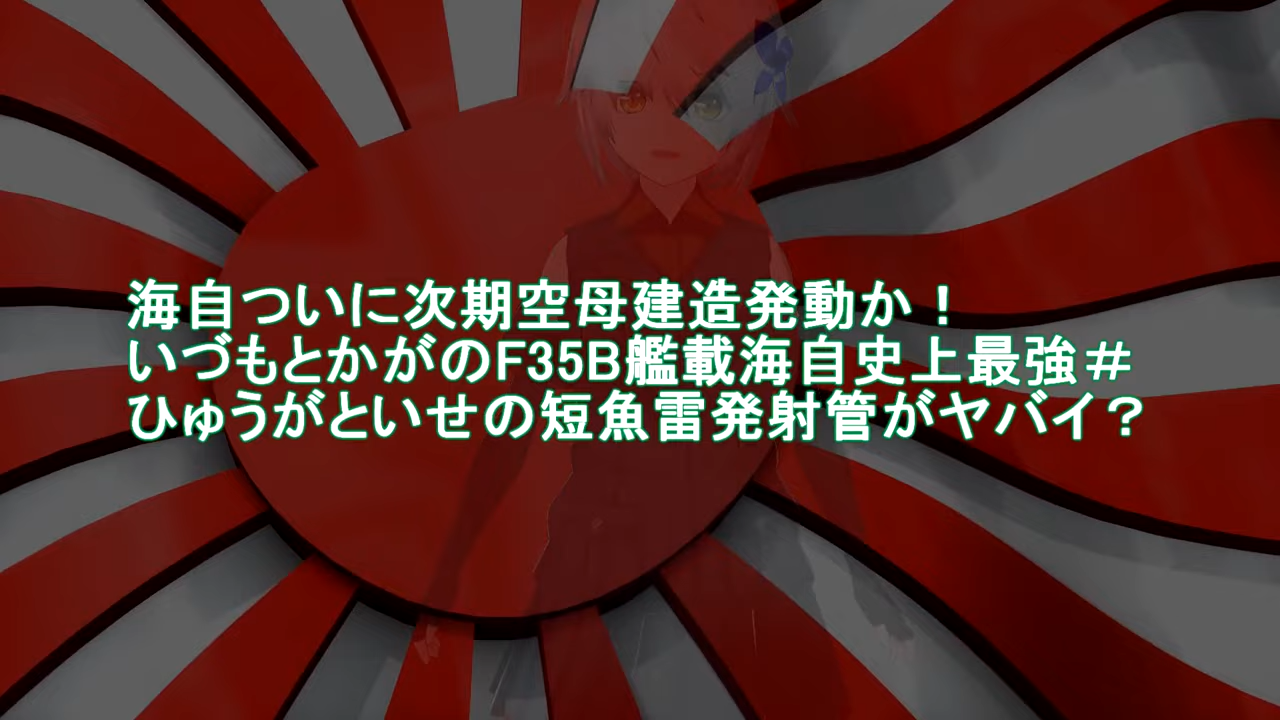 海自ついに次期空母建造発動か！
いづもとかがのF35B艦載海自史上最強＃
ひゅうがといせの短魚雷発射管がヤバイ？